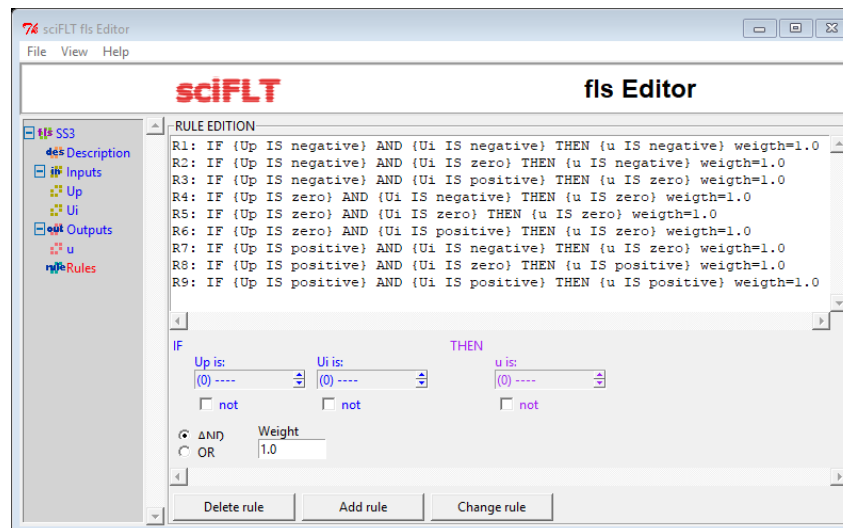 sciFLT fls Editor
File View Help
sciFLT fls Editor
fls SS3
des Description
in Inputs
Up
Ui
out Outputs
u
rule Rules
RULE EDITION
R1: IF {Up IS negative} AND {Ui IS negative} THEN {u IS negative} weigth=1.0
R2: IF {Up IS negative} AND {Ui IS zero} THEN {u IS negative} weigth=1.0
R3: IF {Up IS negative} AND {Ui IS positive} THEN {u IS zero} weigth=1.0
R4: IF {Up IS zero} AND {Ui IS negative} THEN {u IS zero} weigth=1.0
R5: IF {Up IS zero} AND {Ui IS zero} THEN {u IS zero} weigth=1.0
R6: IF {Up IS zero} AND {Ui IS positive} THEN {u IS zero} weigth=1.0
R7: IF {Up IS positive} AND {Ui IS negative} THEN {u IS zero} weigth=1.0
R8: IF {Up IS positive} AND {Ui IS zero} THEN {u IS positive} weigth=1.0
R9: IF {Up IS positive} AND {Ui IS positive} THEN {u IS positive} weigth=1.0
IF THEN
Up is: Ui is: u is:
(0) ---- (0) ---- (0) ----
not not not
AND Weight
OR 1.0
Delete rule Add rule Change rule